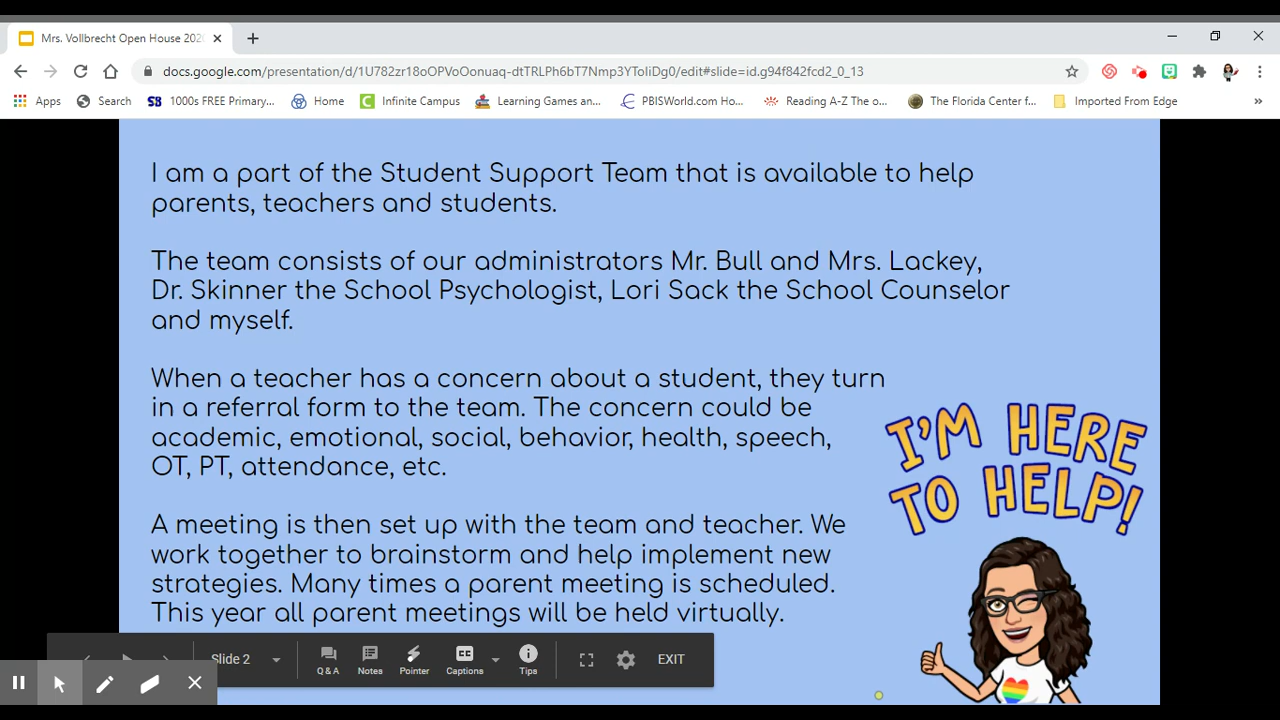 Mrs. Vollbrecht Open House 202
docs.google.com/presentation/d/1U782zr18oOPVoOonuaq-dtTRLPh6bT7Nmp3YToIiDg0/edit#slide=id.g94f842fcd2_0_13
Apps Search 1000s FREE Primary... Home Infinite Campus Learning Games an... PBISWorld.com Ho... Reading A-Z The o... The Florida Center f... Imported From Edge
I am a part of the Student Support Team that is available to help
parents, teachers and students.
The team consists of our administrators Mr. Bull and Mrs. Lackey,
Dr. Skinner the School Psychologist, Lori Sack the School Counselor
and myself.
When a teacher has a concern about a student, they turn
in a referral form to the team. The concern could be
academic, emotional, social, behavior, health, speech,
OT, PT, attendance, etc.
A meeting is then set up with the team and teacher. We
work together to brainstorm and help implement new
strategies. Many times a parent meeting is scheduled.
This year all parent meetings will be held virtually.
I'M HERE
TO HELP!
Slide 2 Q & A Notes Pointer Captions Tips EXIT